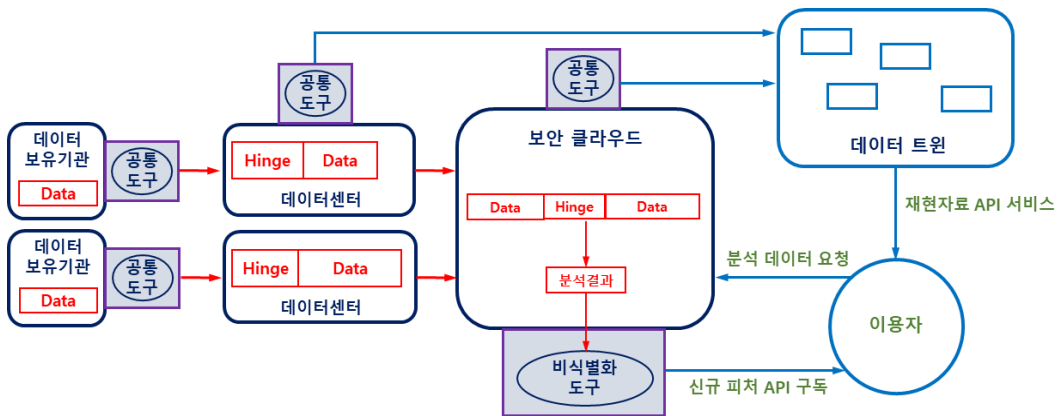 공통
도구
공통
도구
데이터
보유기관
Data
공통
도구
Hinge
Data
데이터센터
데이터
보유기관
Data
공통
도구
Hinge
Data
데이터센터
보안 클라우드
Data
Hinge
Data
분석결과
비식별화
도구
데이터 트윈
재현자료 API 서비스
분석 데이터 요청
이용자
신규 피처 API 구독